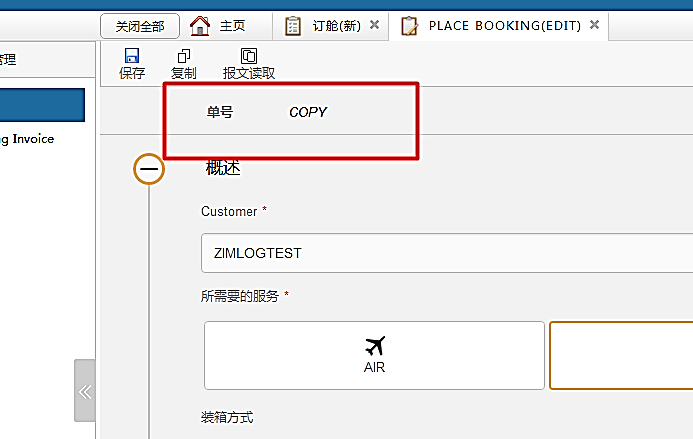 关闭全部 主页 订舱(新) PLACE BOOKING(EDIT)
管理 保存 复制 报文读取
单号 COPY
Invoice
概述
Customer *
ZIMLOGTEST
所需要的服务 *
AIR
装箱方式